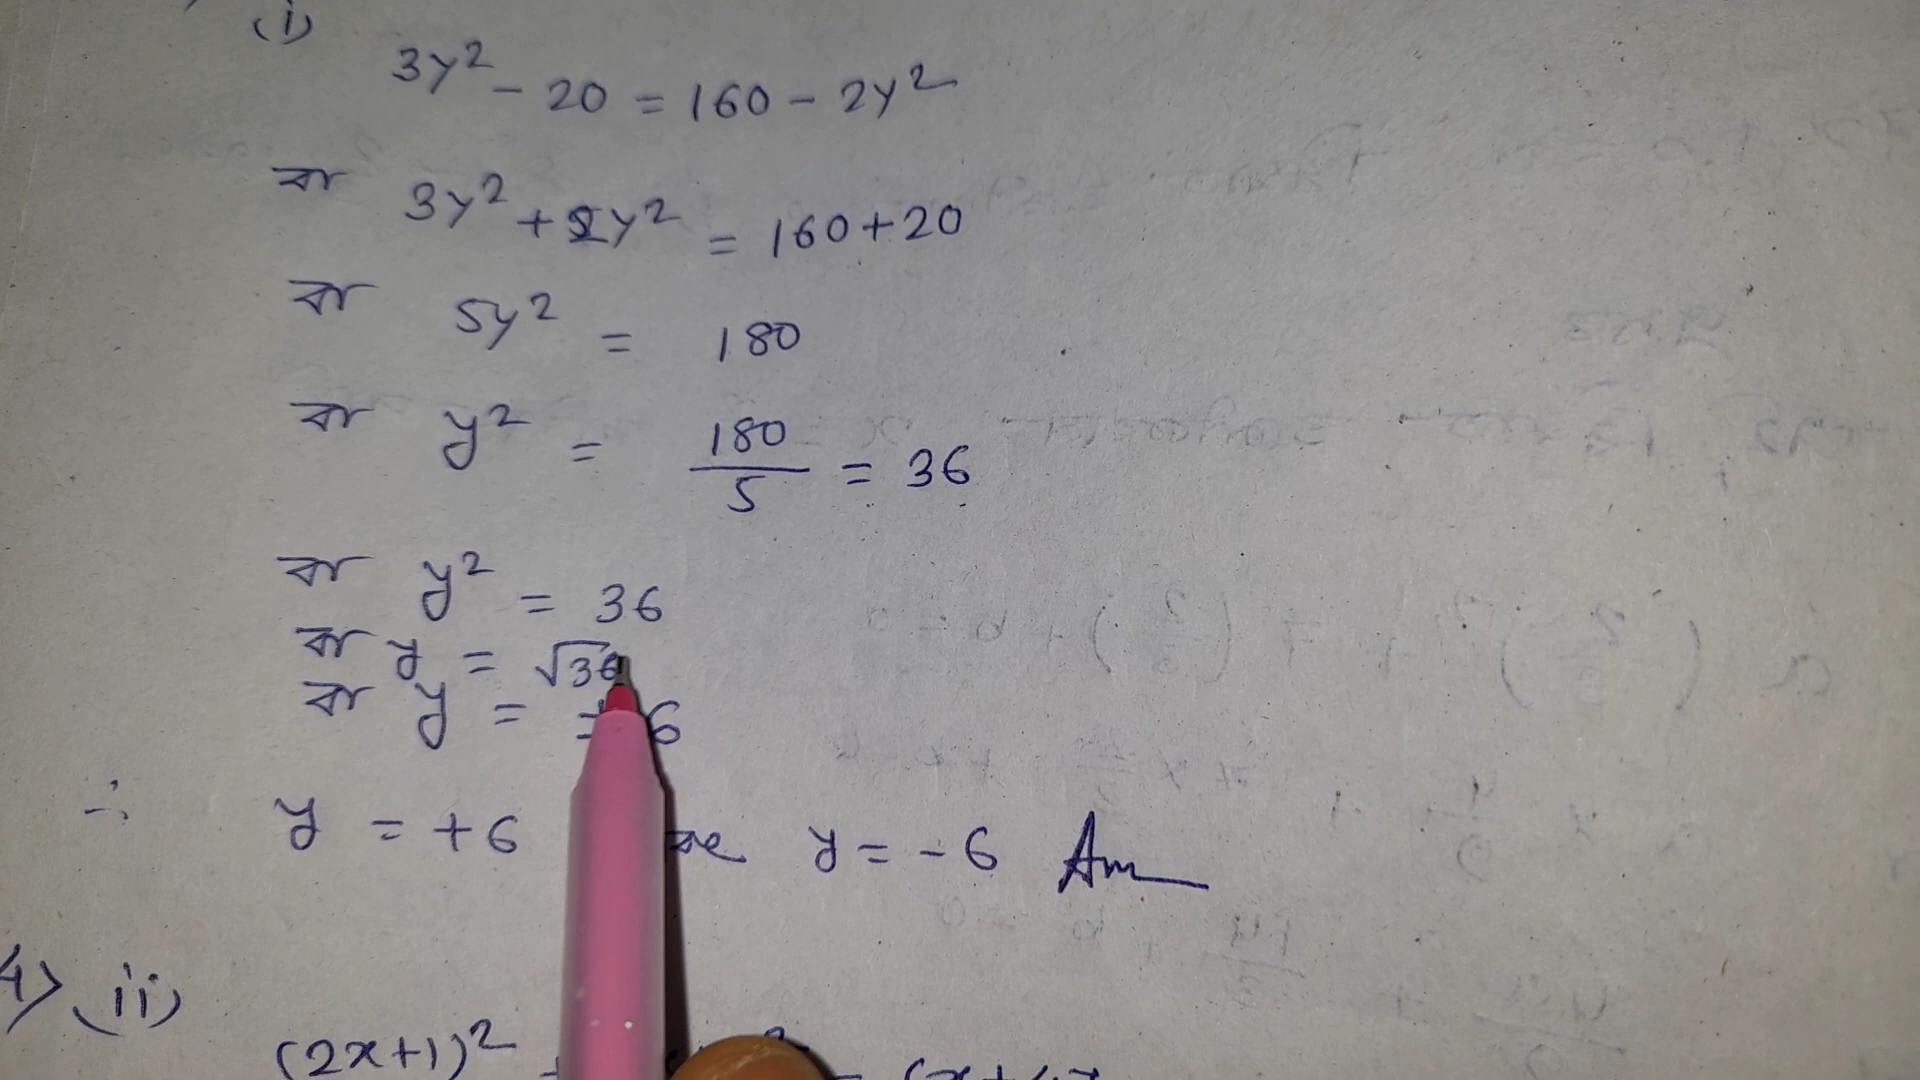 (i)
3y² - 20 = 160 - 2y²
বা 3y² + 2y² = 160+20
বা 5y² = 180
বা y² = 180/5 = 36
বা y² = 36
বা y = √36
বা y = ± 6
∴ y = +6 y = -6 Ans
4) (ii)
(2x+1)²